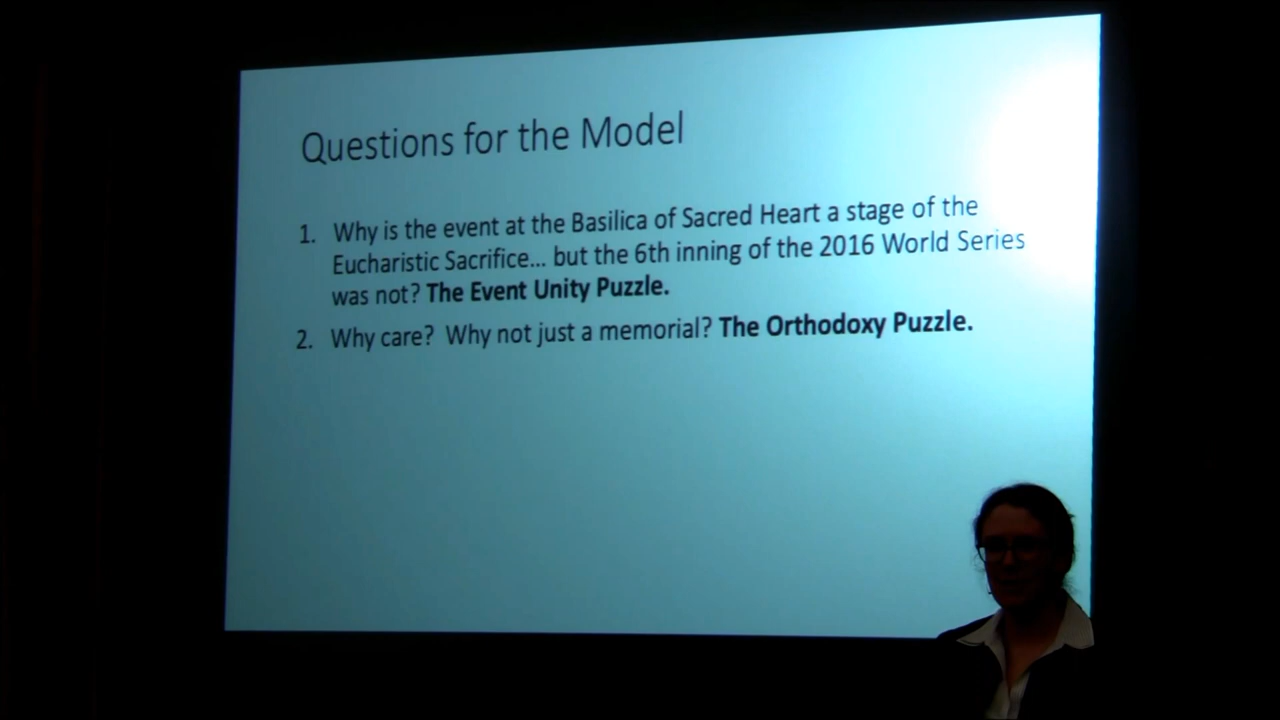 Questions for the Model
1. Why is the event at the Basilica of Sacred Heart a stage of the
Eucharistic Sacrifice... but the 6th inning of the 2016 World Series
was not? The Event Unity Puzzle.
2. Why care? Why not just a memorial? The Orthodoxy Puzzle.